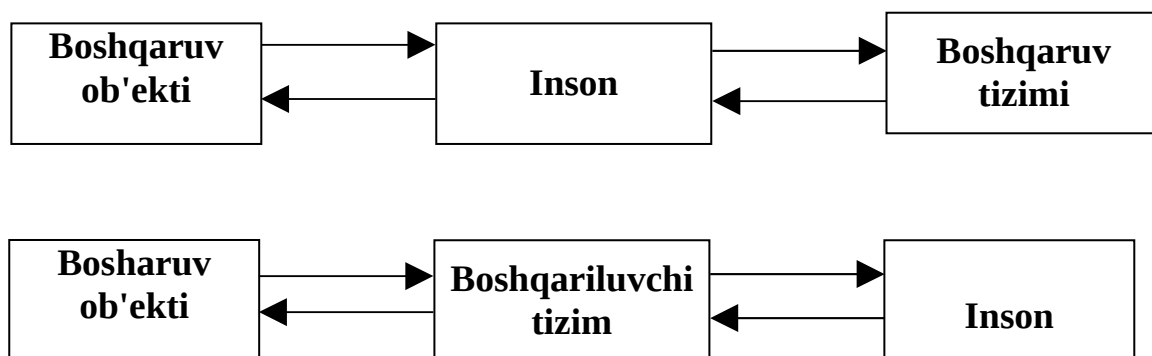 Boshqaruv
ob'ekti
Inson
Boshqaruv
tizimi
Bosharuv
ob'ekti
Boshqariluvchi
tizim
Inson